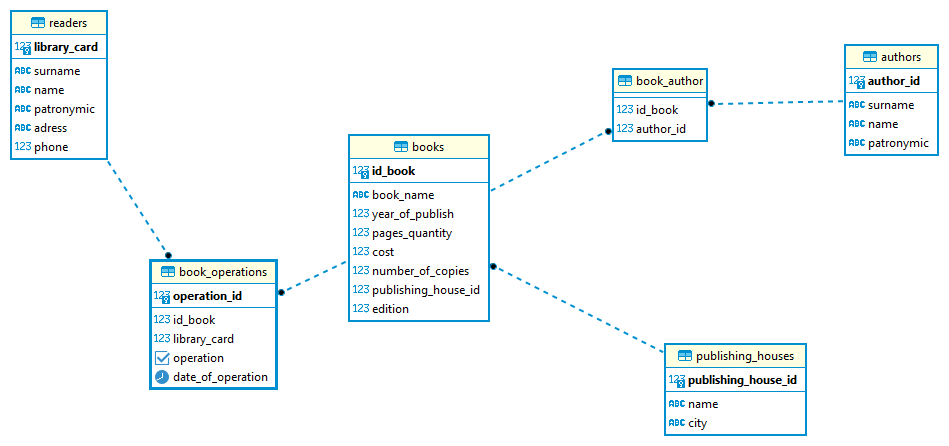 readers
123 library_card
ABC surname
ABC name
ABC patronymic
ABC adress
123 phone
book_operations
123 operation_id
123 id_book
123 library_card
operation
date_of_operation
books
123 id_book
ABC book_name
123 year_of_publish
123 pages_quantity
123 cost
123 number_of_copies
123 publishing_house_id
123 edition
book_author
123 id_book
123 author_id
authors
123 author_id
ABC surname
ABC name
ABC patronymic
publishing_houses
123 publishing_house_id
ABC name
ABC city